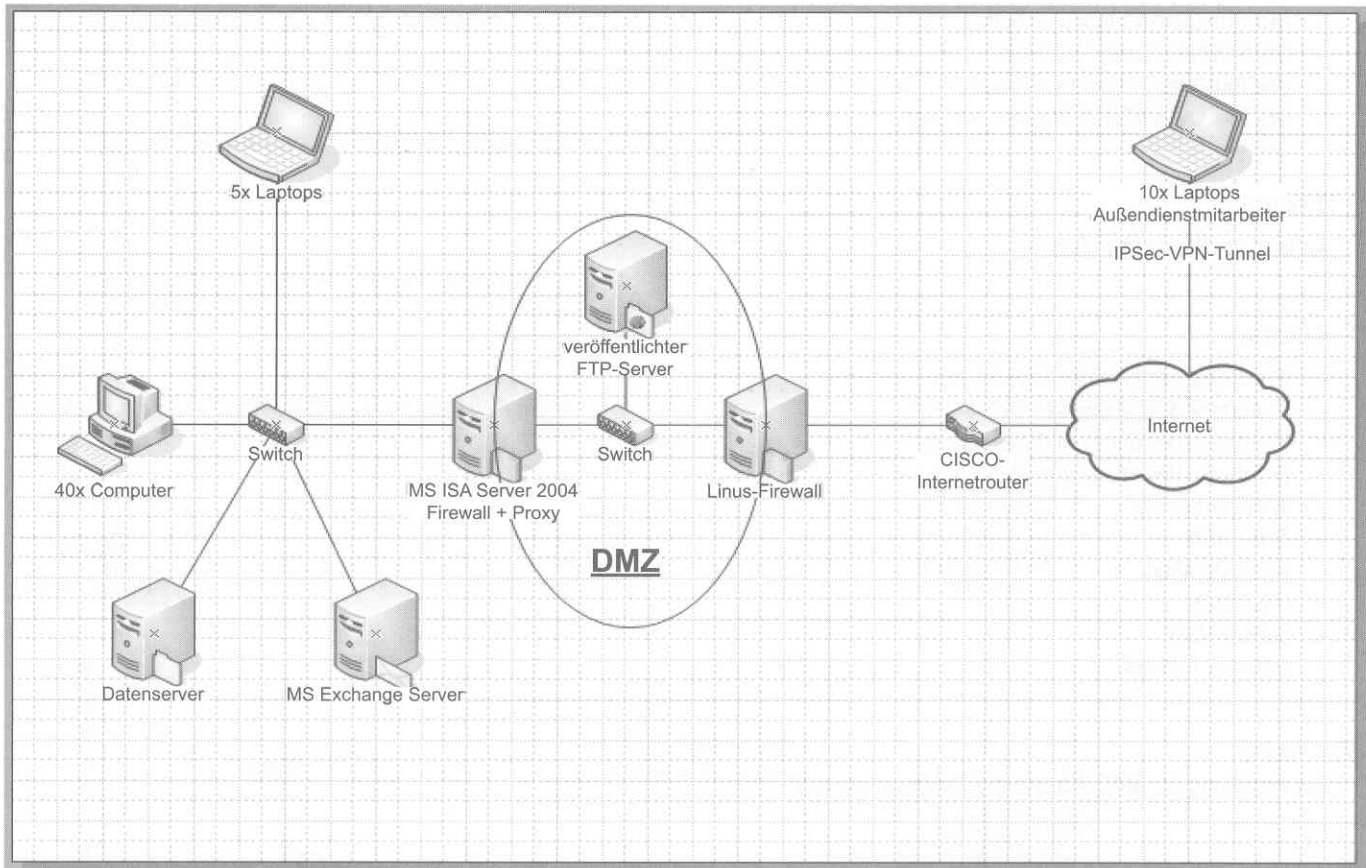 5x Laptops
10x Laptops
Außendienstmitarbeiter
IPSec-VPN-Tunnel
veröffentlichter
FTP-Server
40x Computer
Switch
MS ISA Server 2004
Firewall + Proxy
Switch
Linus-Firewall
CISCO-
Internetrouter
Internet
DMZ
Datenserver
MS Exchange Server